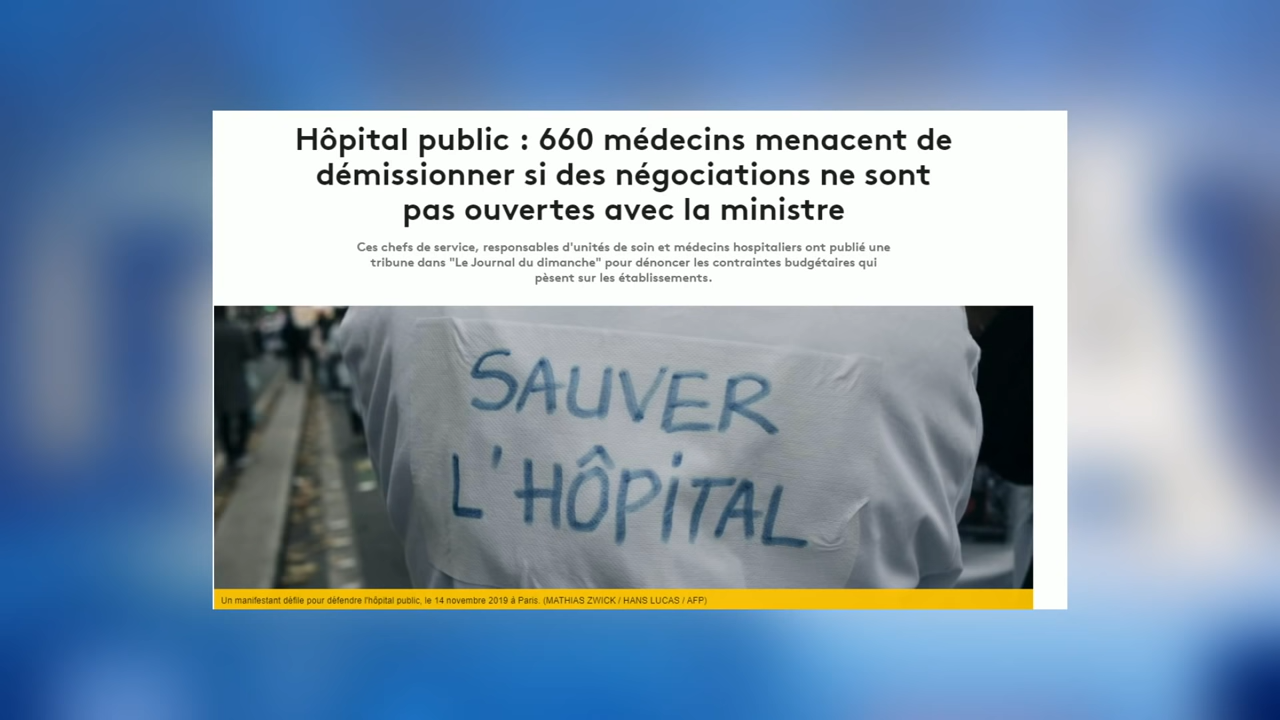 Hôpital public : 660 médecins menacent de
démissionner si des négociations ne sont
pas ouvertes avec la ministre
Ces chefs de service, responsables d'unités de soin et médecins hospitaliers ont publié une
tribune dans "Le Journal du dimanche" pour dénoncer les contraintes budgétaires qui
pèsent sur les établissements.
SAUVER
L'HÔPITAL
Un manifestant défile pour défendre l'hôpital public, le 14 novembre 2019 à Paris. (MATHIAS ZWICK / HANS LUCAS / AFP)